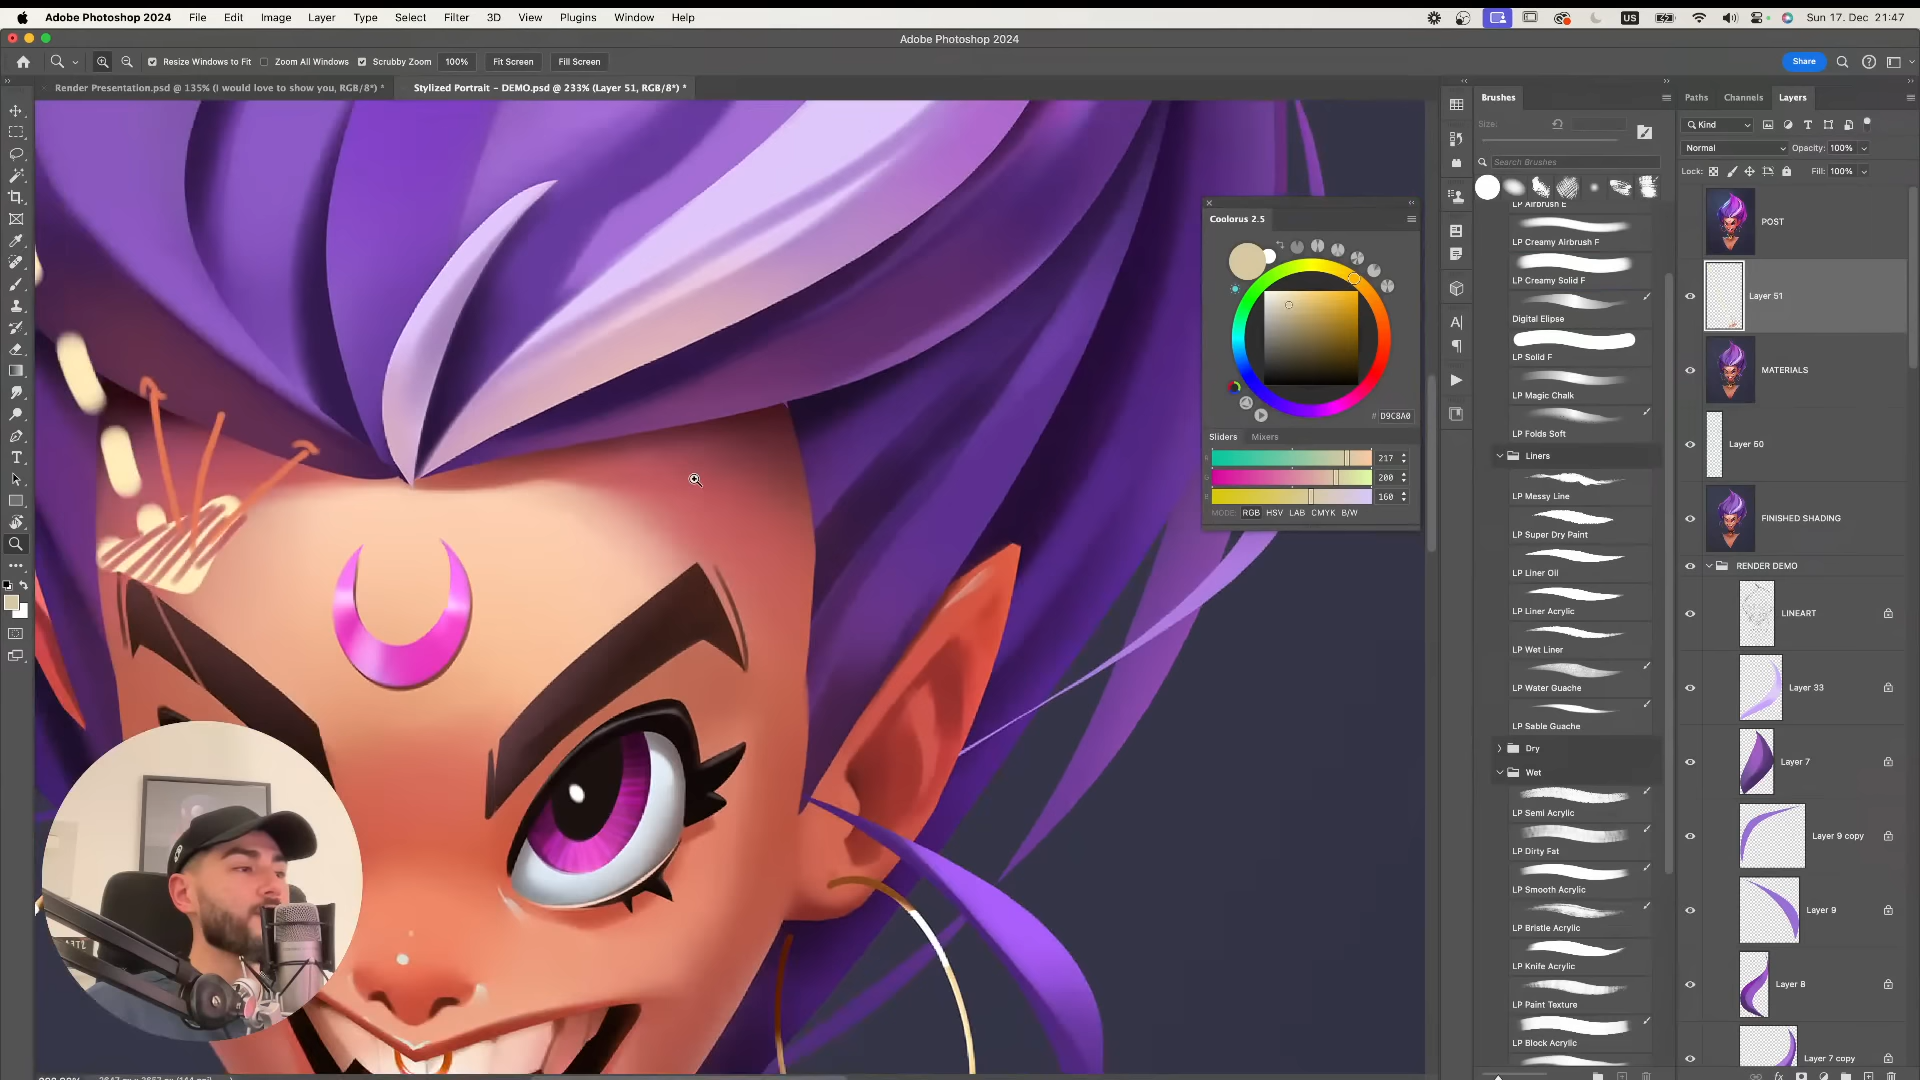 Adobe Photoshop 2024 File Edit Image Layer Type Select Filter 3D View Plugins Window Help
US Sun 17. Dec 21:47
Adobe Photoshop 2024
Resize Windows to Fit Zoom All Windows Scrubby Zoom 100% Fit Screen Fill Screen Share
Render Presentation.psd @ 135% (I would love to show you, RGB/8*) *
Stylized Portrait – DEMO.psd @ 233% (Layer 51, RGB/8*) *
Coolorus 2.5
# D9C8A0
Sliders Mixers
217
200
160
MODE: RGB HSV LAB CMYK B/W
Brushes
Size:
Search Brushes
LP Airbrush E
LP Creamy Airbrush F
LP Creamy Solid F
Digital Elipse
LP Solid F
LP Magic Chalk
LP Folds Soft
Liners
LP Messy Line
LP Super Dry Paint
LP Liner Oil
LP Liner Acrylic
LP Wet Liner
LP Water Guache
LP Sable Guache
Dry
Wet
LP Semi Acrylic
LP Dirty Fat
LP Smooth Acrylic
LP Bristle Acrylic
LP Knife Acrylic
LP Paint Texture
LP Block Acrylic
Paths Channels Layers
Kind
Normal Opacity: 100%
Lock: Fill: 100%
POST
Layer 51
MATERIALS
Layer 50
FINISHED SHADING
RENDER DEMO
LINEART
Layer 33
Layer 7
Layer 9 copy
Layer 9
Layer 8
Layer 7 copy